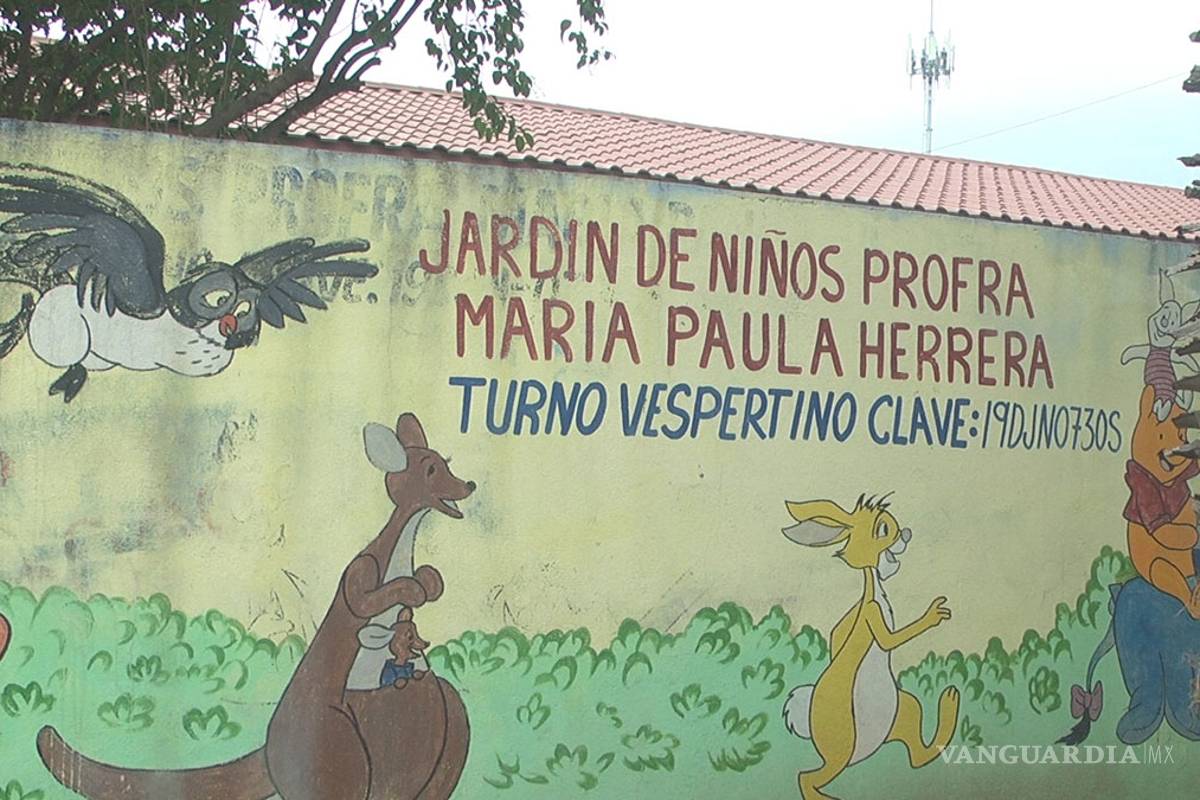 JARDIN DE NIÑOS PROFRA
MARIA PAULA HERRERA
TURNO VESPERTINO CLAVE: 19DJN0730S
VANGUARDIA MX